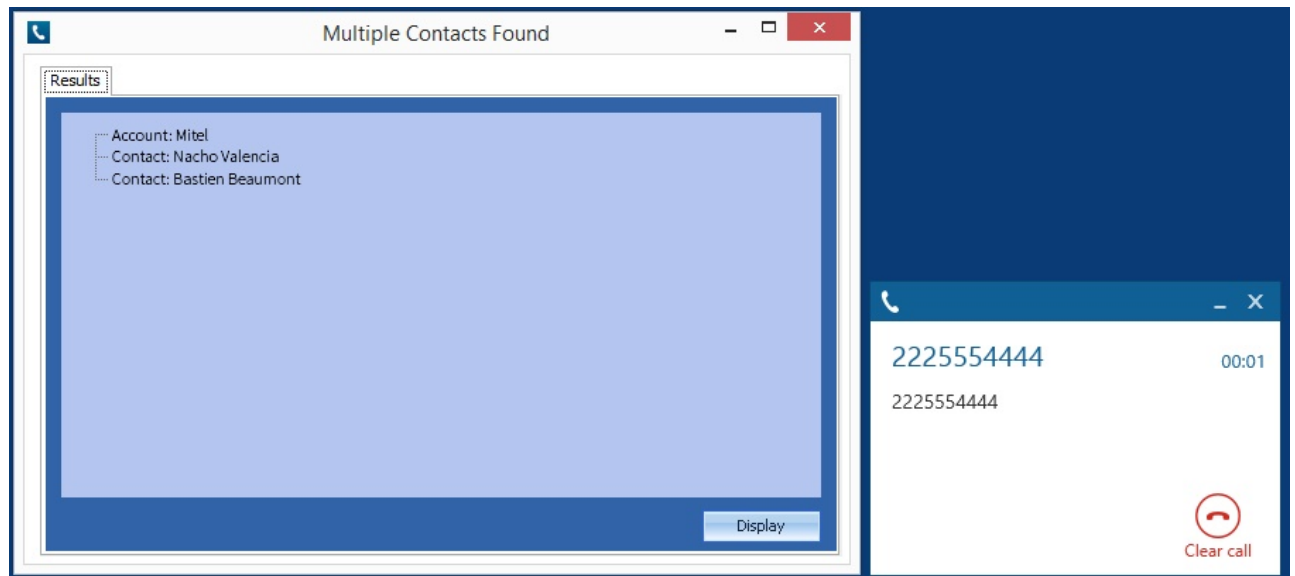 Multiple Contacts Found
Results
Account: Mitel
Contact: Nacho Valencia
Contact: Bastien Beaumont
Display
2225554444 00:01
2225554444
Clear call